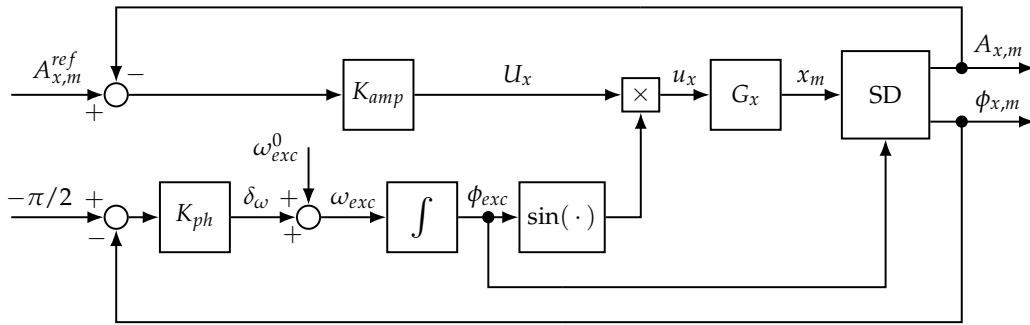 A_{x,m}^{ref}
+
−
K_{amp}
U_x
×
u_x
G_x
x_m
SD
A_{x,m}
ϕ_{x,m}
−π/2
+
−
K_{ph}
δ_ω
ω_{exc}^0
+
+
ω_{exc}
∫
ϕ_{exc}
sin(·)